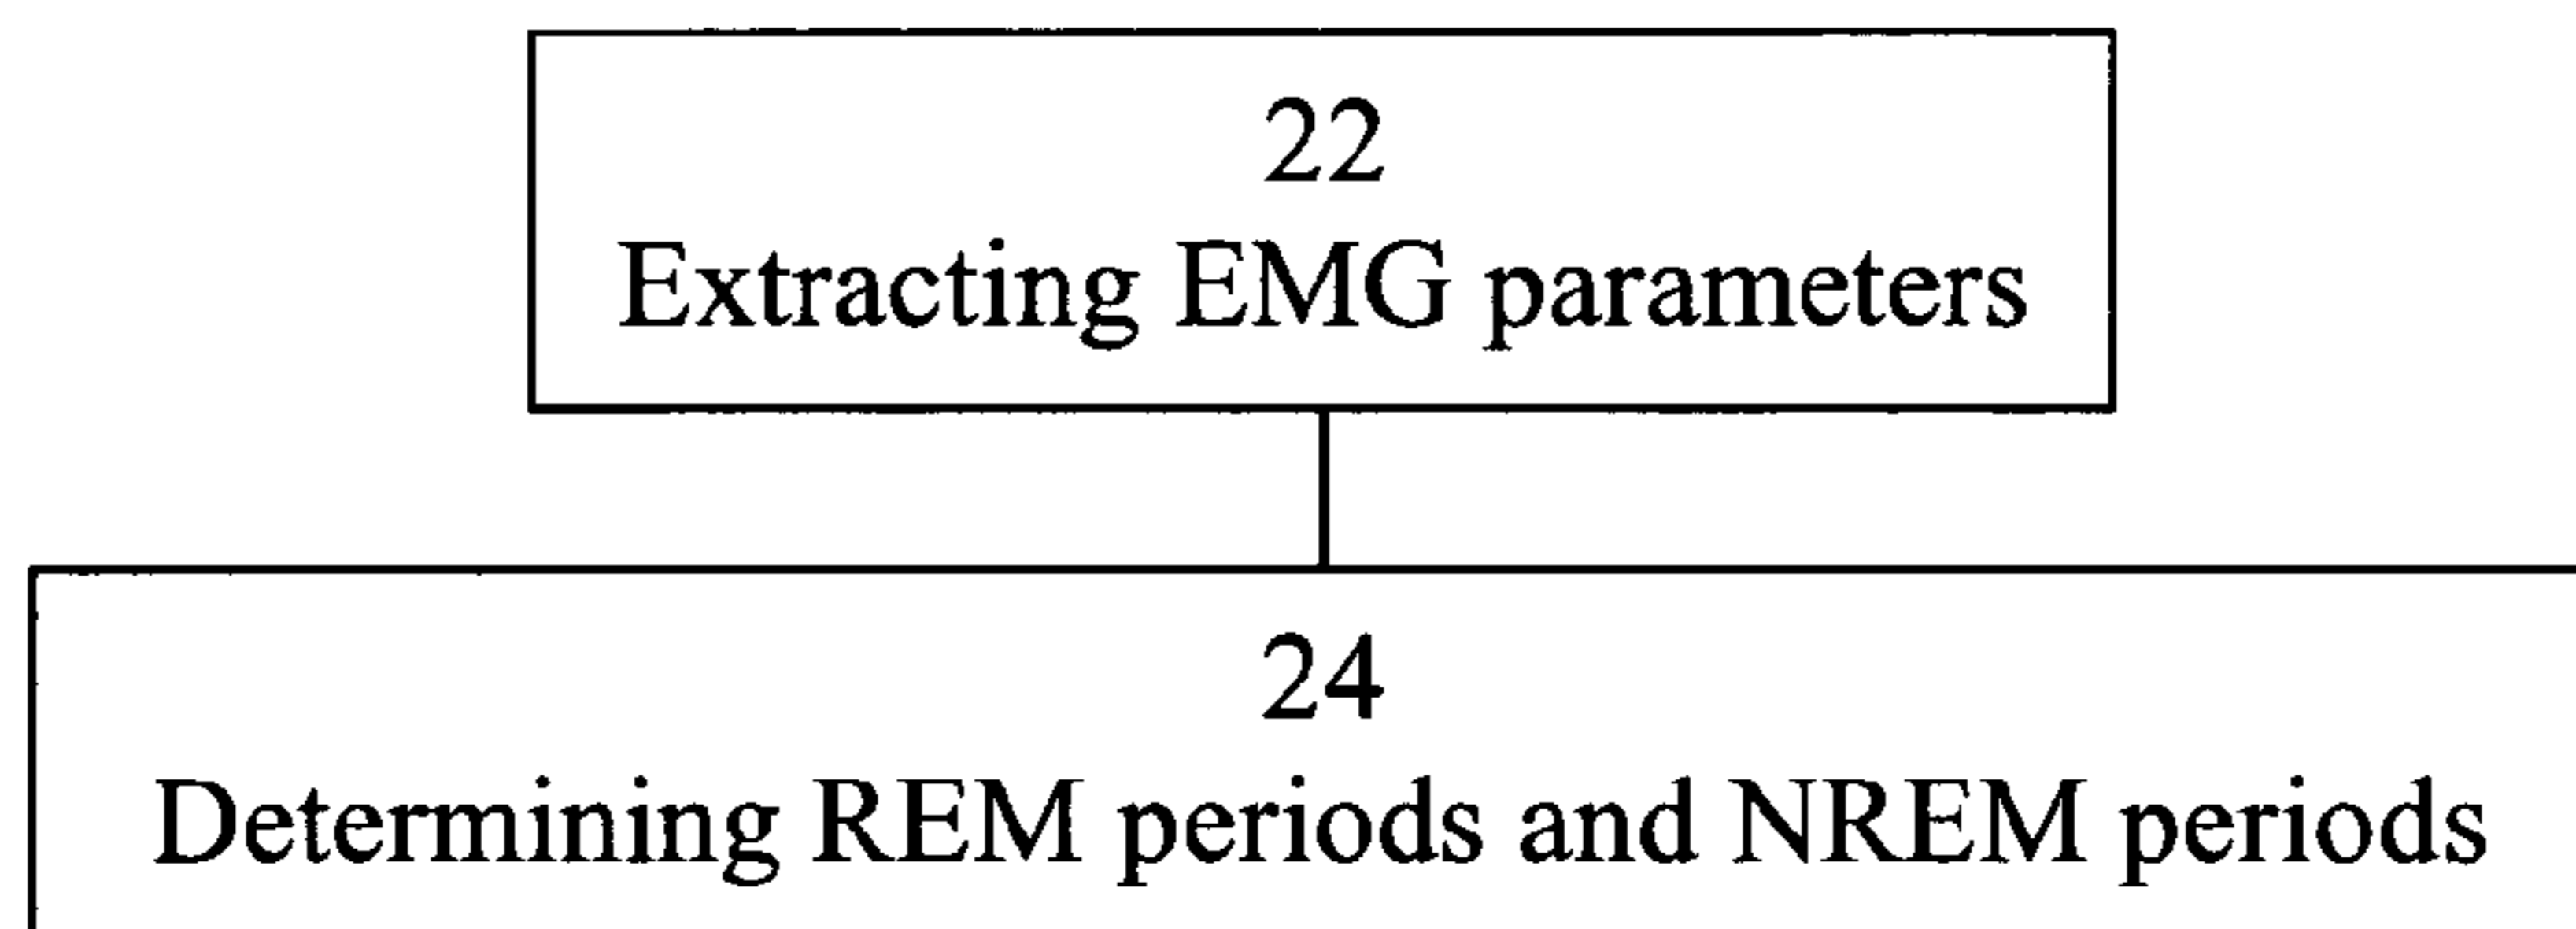 22
Extracting EMG parameters
24
Determining REM periods and NREM periods